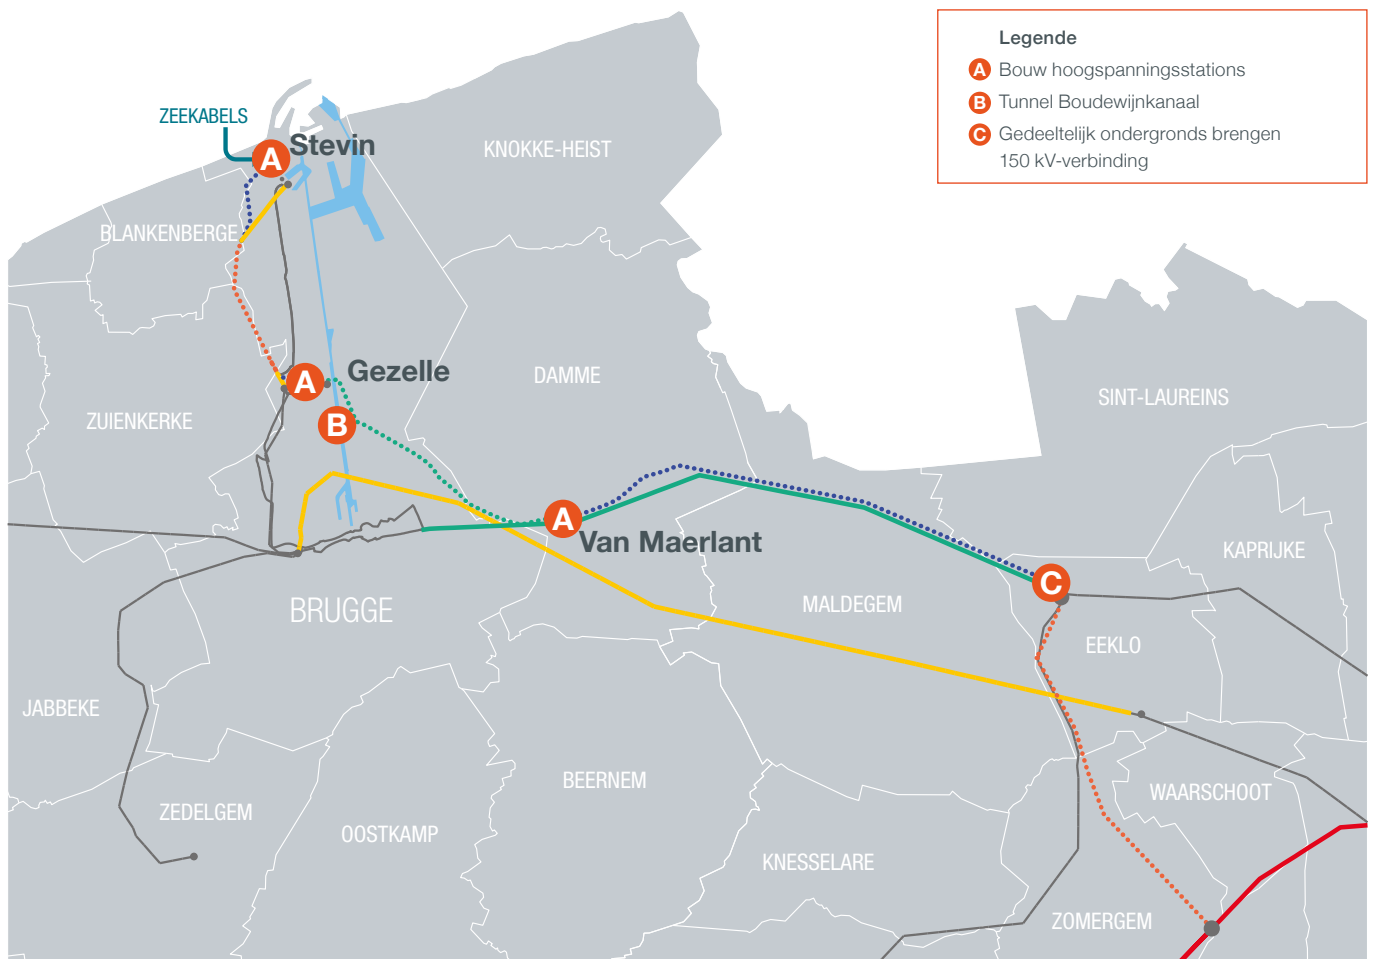 Legende
A Bouw hoogspanningsstations
B Tunnel Boudewijnkanaal
C Gedeeltelijk ondergronds brengen
150 kV-verbinding
ZEEKABELS
A Stevin
KNOKKE-HEIST
BLANKENBERGE
A Gezelle
DAMME
SINT-LAUREINS
ZUIENKERKE
B
A
Van Maerlant
KAPRIJKE
C
BRUGGE
MALDEGEM
EEKLO
JABBEKE
BEERNEM
WAARSCHOOT
ZEDELGEM
OOSTKAMP
KNESSELARE
ZOMERGEM